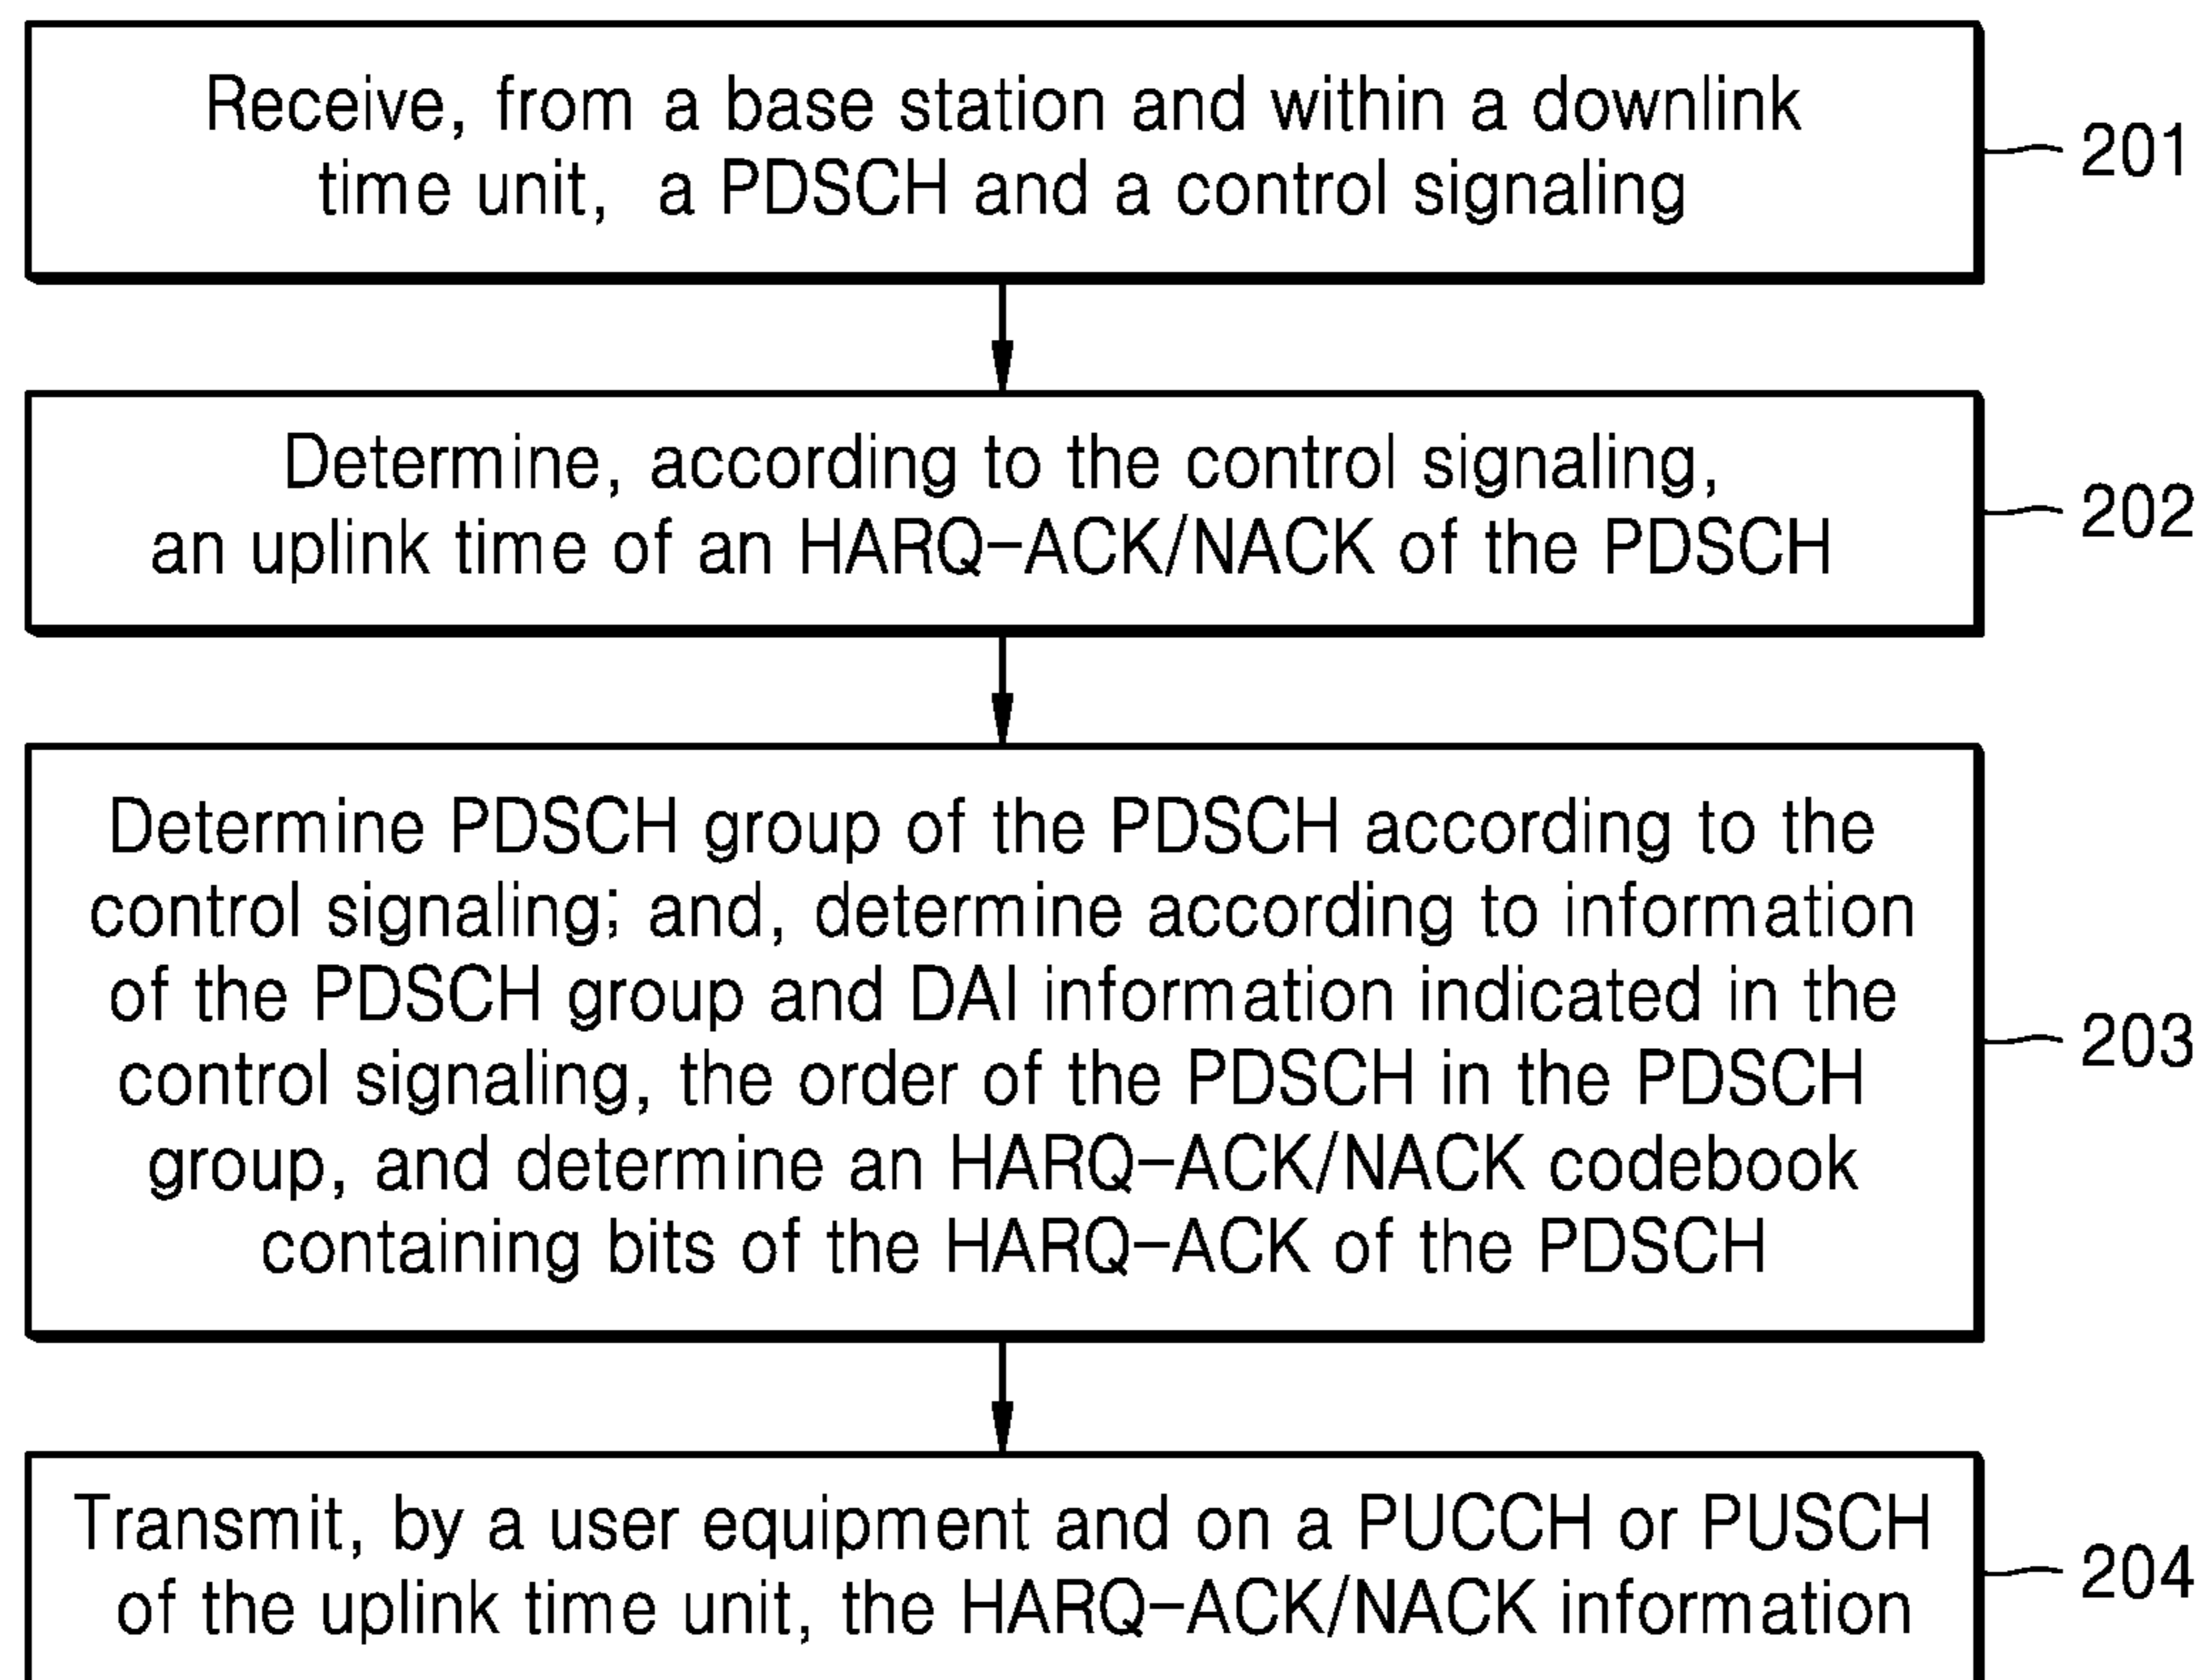 Receive, from a base station and within a downlink
time unit, a PDSCH and a control signaling
201
Determine, according to the control signaling,
an uplink time of an HARQ-ACK/NACK of the PDSCH
202
Determine PDSCH group of the PDSCH according to the
control signaling; and, determine according to information
of the PDSCH group and DAI information indicated in the
control signaling, the order of the PDSCH in the PDSCH
group, and determine an HARQ-ACK/NACK codebook
containing bits of the HARQ-ACK of the PDSCH
203
Transmit, by a user equipment and on a PUCCH or PUSCH
of the uplink time unit, the HARQ-ACK/NACK information
204